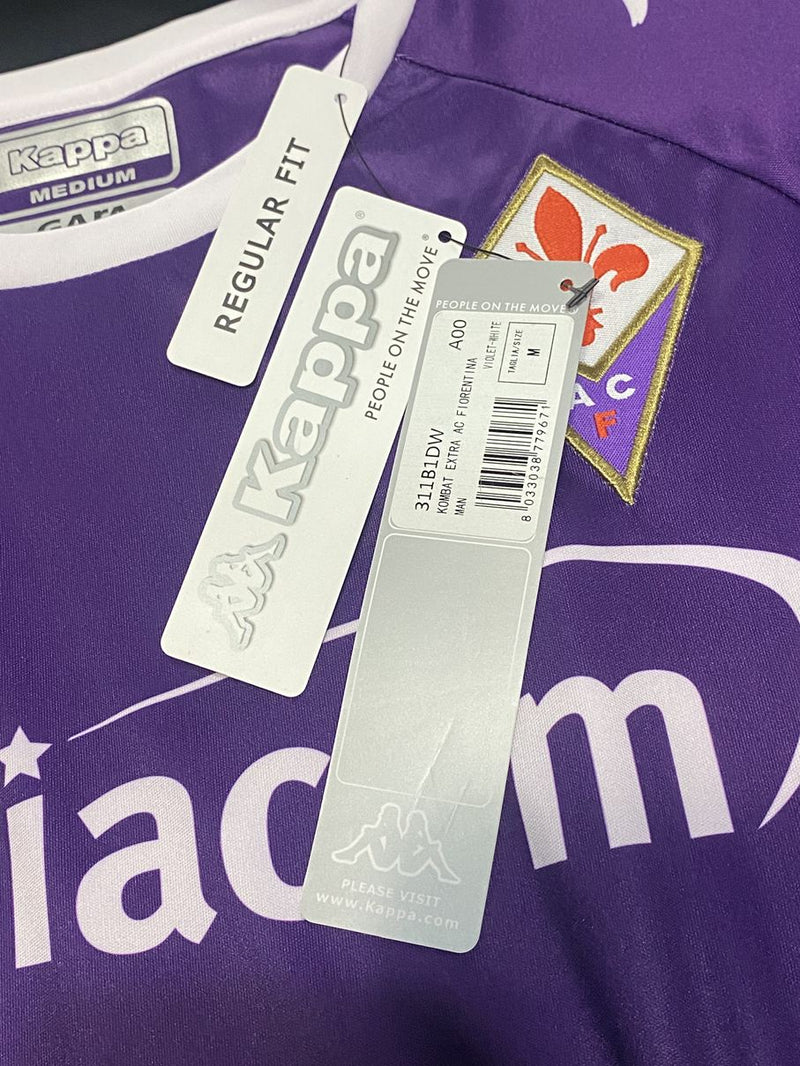 Kappa
MEDIUM
GARA
REGULAR FIT
Kappa®
PEOPLE ON THE MOVE®
PEOPLE ON THE MOVE®
311B1DW
A00
KOMBAT EXTRA AC FIORENTINA
VIOLET-WHITE
MAN
TAGLIA/SIZE
M
8 033038 779671
PLEASE VISIT
www.Kappa.com
AC
F
iacom